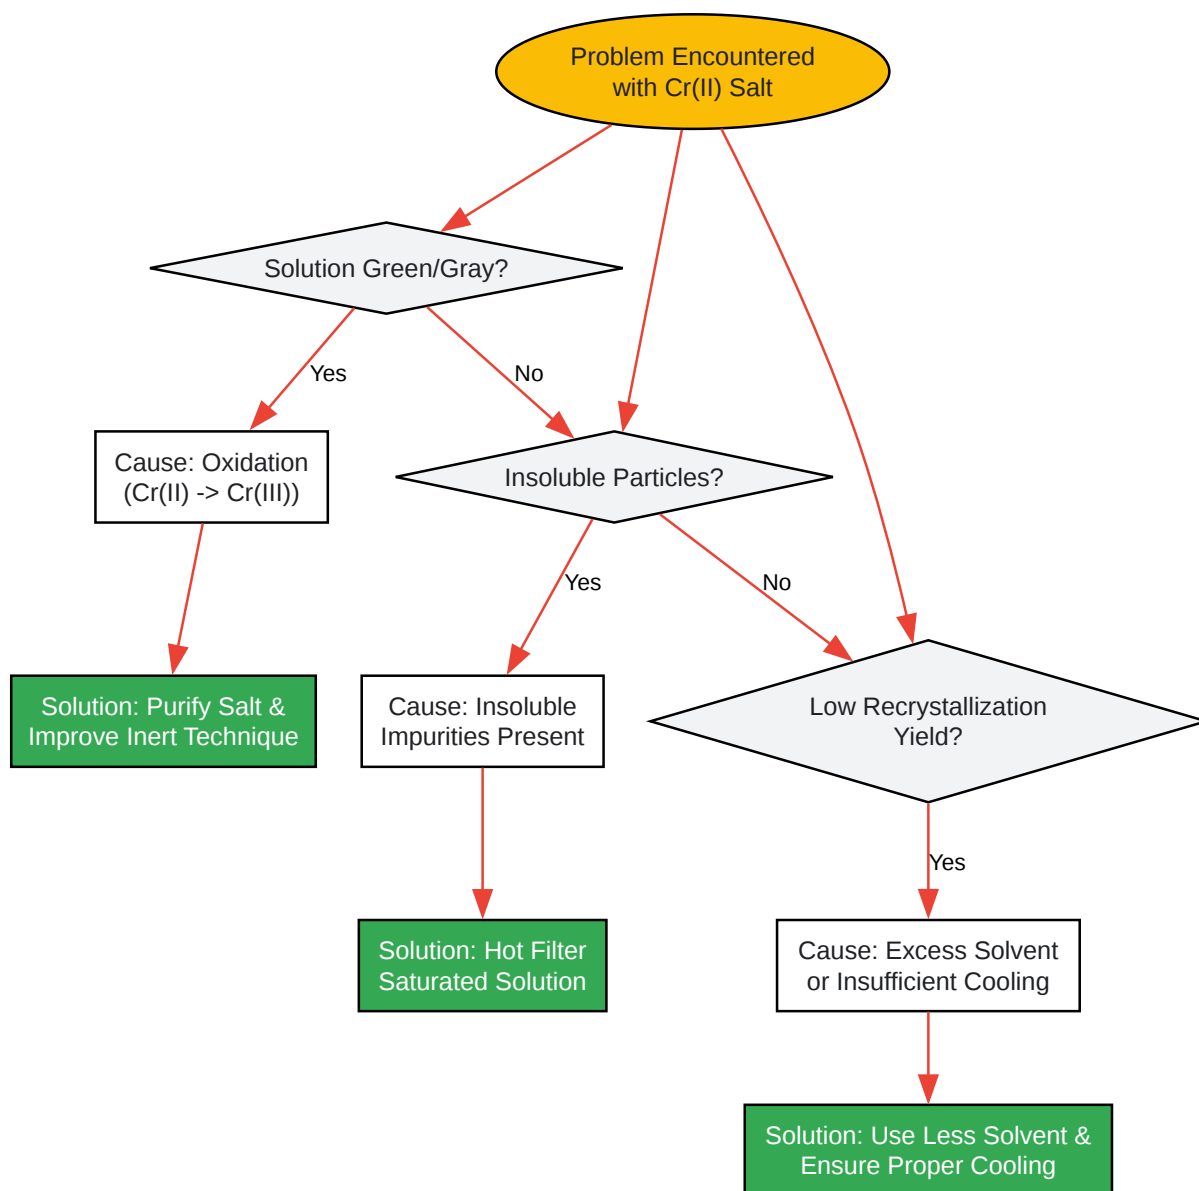 Problem Encountered
with Cr(II) Salt
Solution Green/Gray?
Yes
No
Cause: Oxidation
(Cr(II) -> Cr(III))
Insoluble Particles?
Yes
No
Solution: Purify Salt &
Improve Inert Technique
Cause: Insoluble
Impurities Present
Low Recrystallization
Yield?
Yes
Solution: Hot Filter
Saturated Solution
Cause: Excess Solvent
or Insufficient Cooling
Solution: Use Less Solvent &
Ensure Proper Cooling